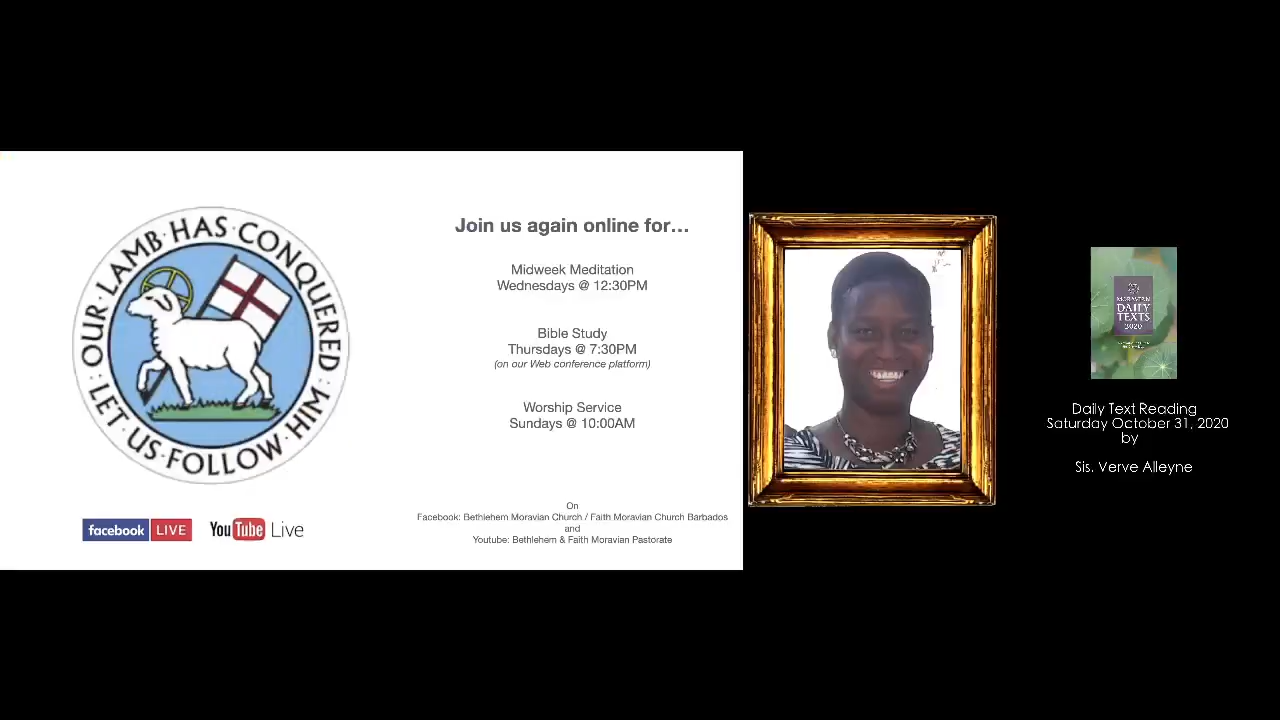 OUR LAMB HAS CONQUERED
LET US FOLLOW HIM
facebook LIVE
YouTube Live
Join us again online for...
Midweek Meditation
Wednesdays @ 12:30PM
Bible Study
Thursdays @ 7:30PM
(on our Web conference platform)
Worship Service
Sundays @ 10:00AM
On
Facebook: Bethlehem Moravian Church / Faith Moravian Church Barbados
and
Youtube: Bethlehem & Faith Moravian Pastorate
MORAVIAN
DAILY
TEXTS
2020
Daily Text Reading
Saturday October 31, 2020
by
Sis. Verve Alleyne